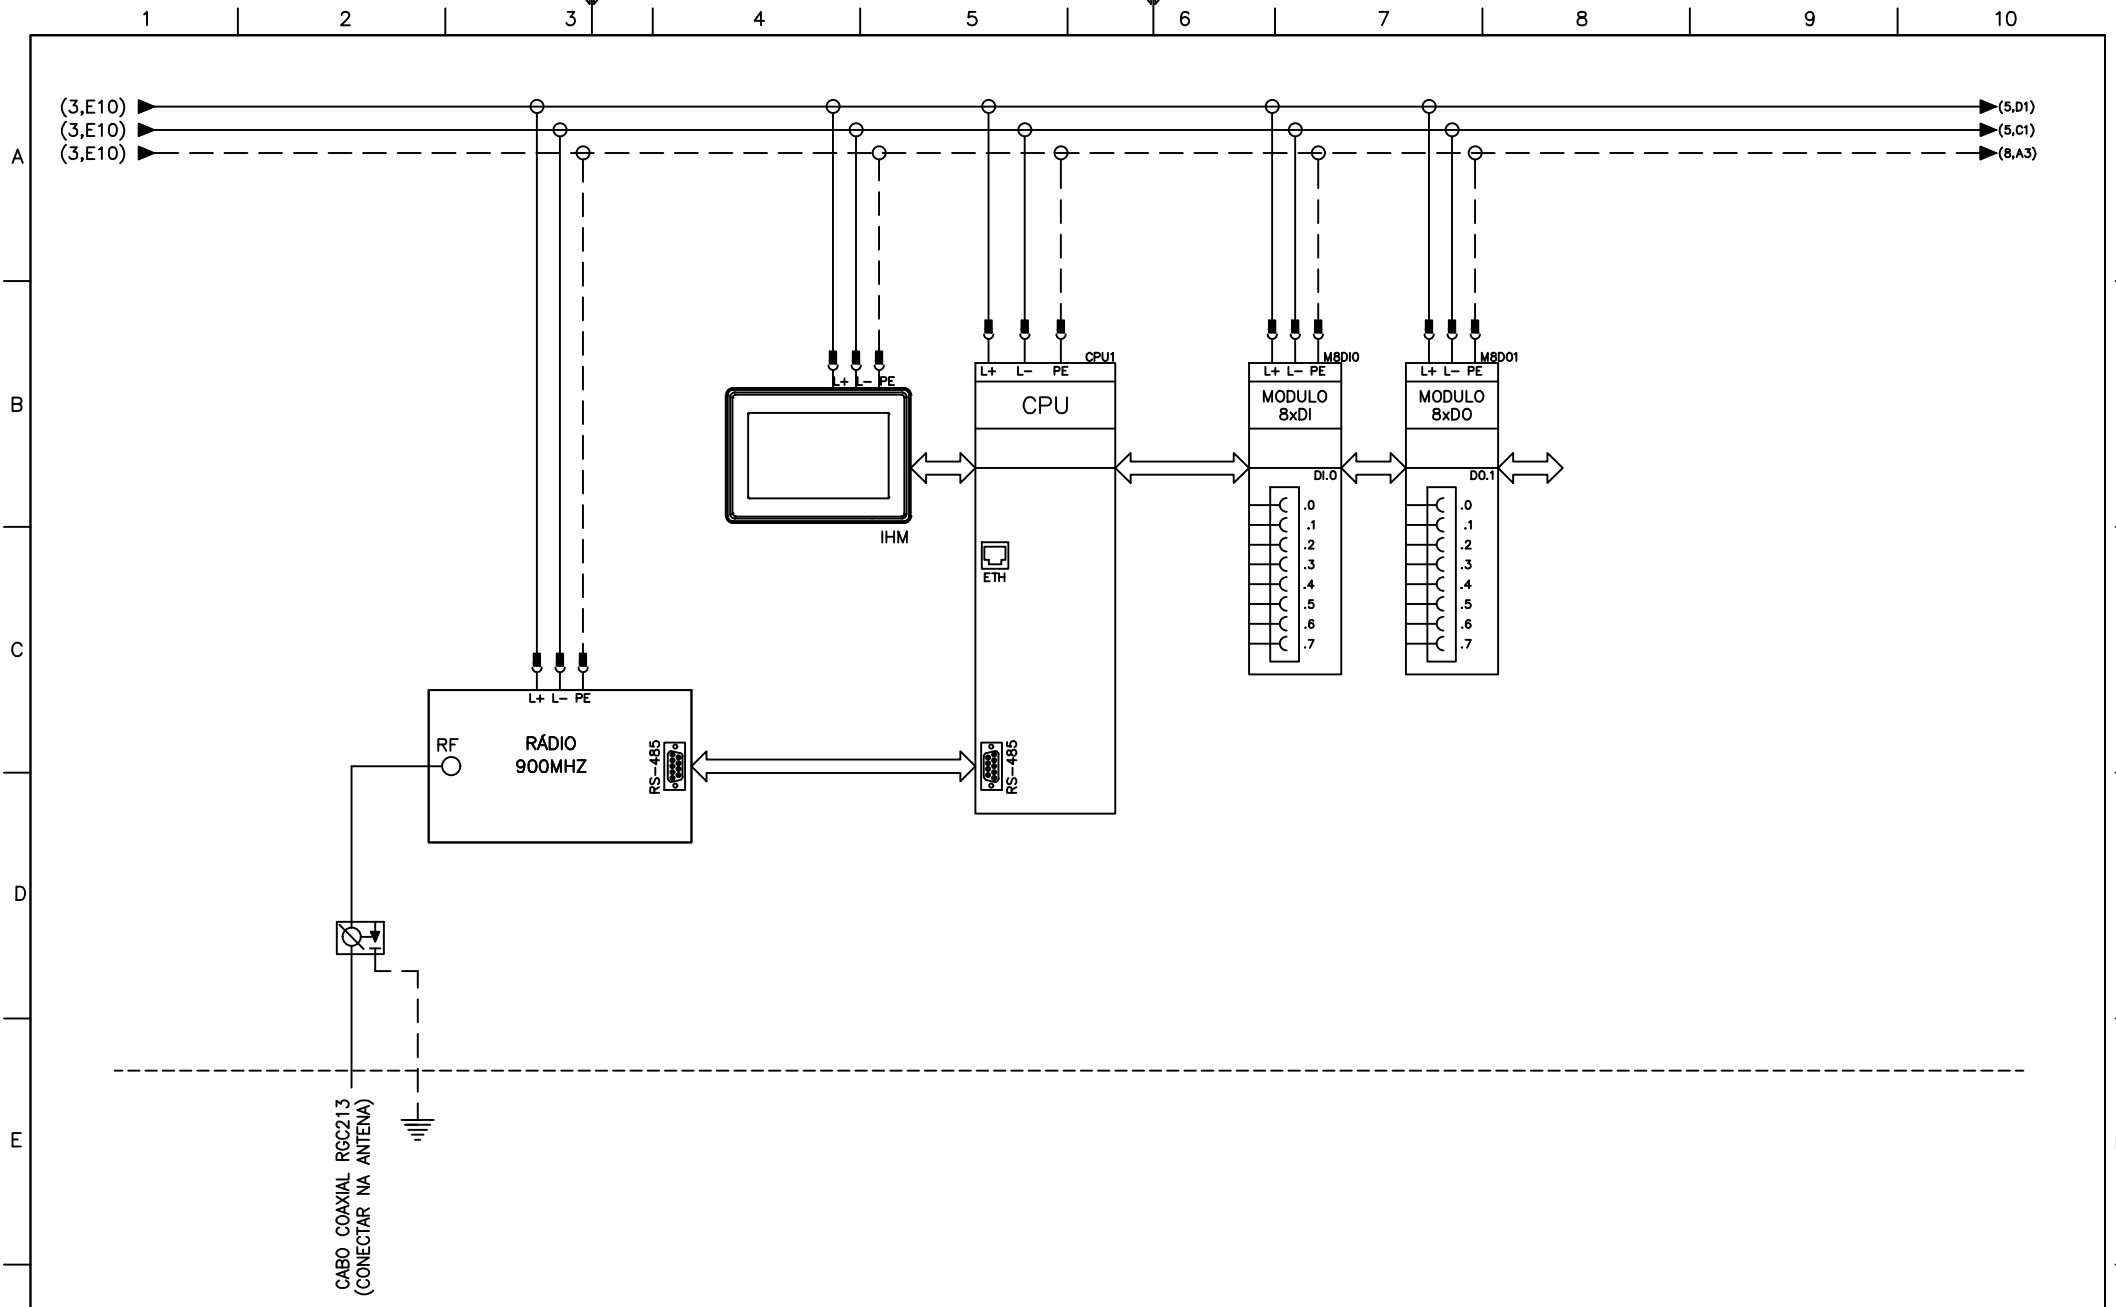 1 2 3 4 5 6 7 8 9 10
(3,E10) (5,D1)
(3,E10) (5,C1)
(3,E10) (8,A3)
A
B
C
D
E
L+ L- PE
IHM
CPU1
L+ L- PE
CPU
ETH
RS-485
M8DI0
L+ L- PE
MODULO
8xDI
DI.0
.0
.1
.2
.3
.4
.5
.6
.7
M8DO1
L+ L- PE
MODULO
8xDO
DO.1
.0
.1
.2
.3
.4
.5
.6
.7
L+ L- PE
RF
RÁDIO
900MHZ
RS-485
CABO COAXIAL RGC213
(CONECTAR NA ANTENA)